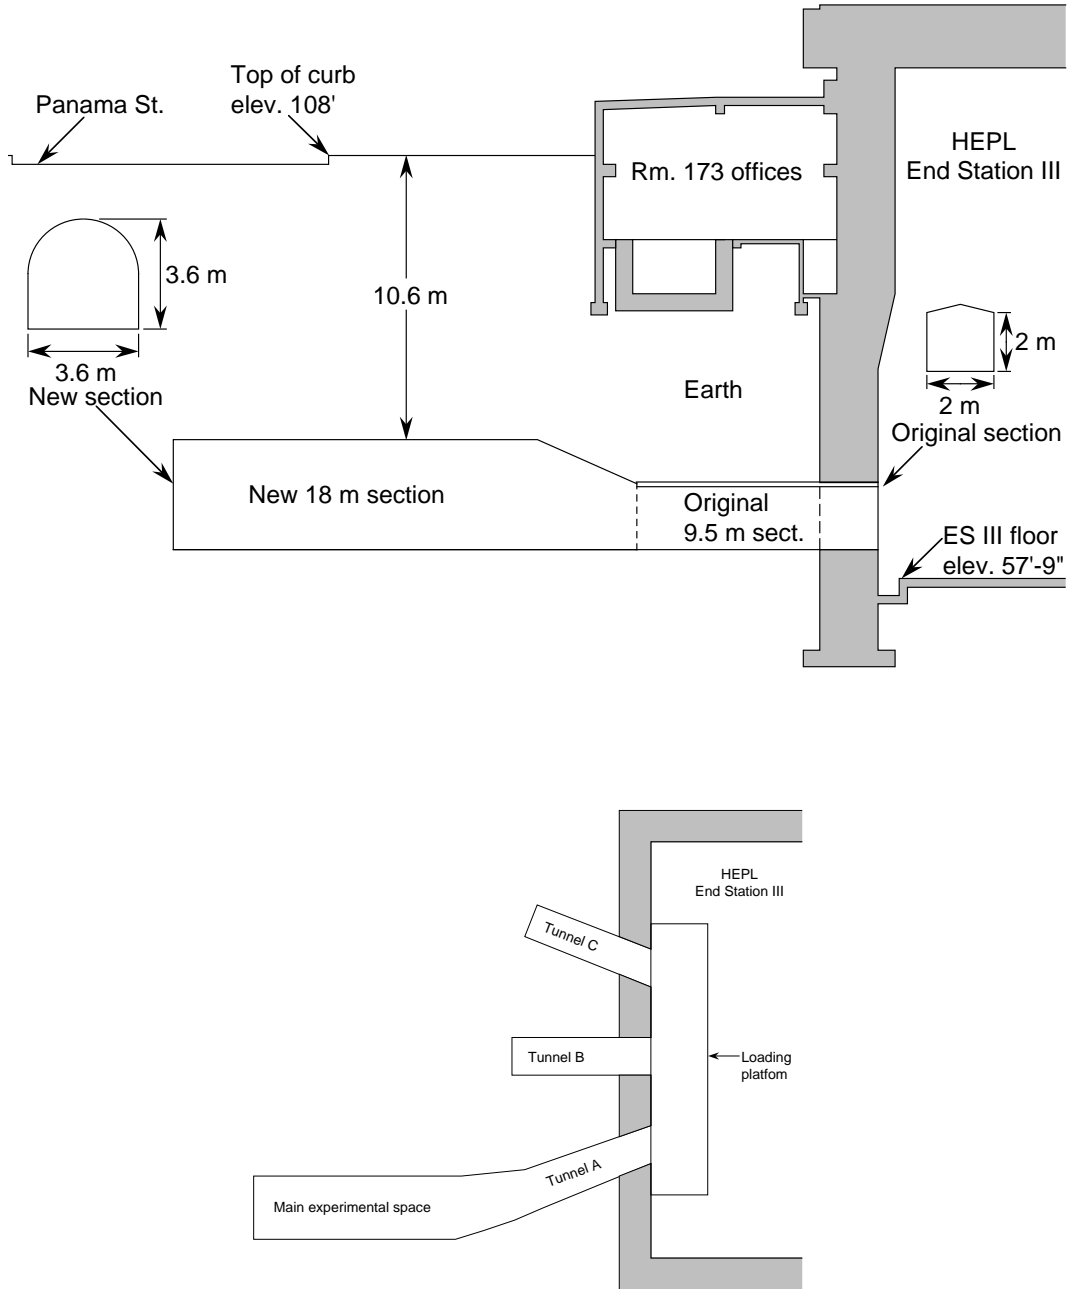 Top of curb
elev. 108'
Panama St.
HEPL
End Station III
Rm. 173 offices
3.6 m
10.6 m
3.6 m
New section
Earth
2 m
2 m
Original section
New 18 m section
Original
9.5 m sect.
ES III floor
elev. 57'-9"
HEPL
End Station III
Tunnel C
Tunnel B
Loading
platfom
Tunnel A
Main experimental space